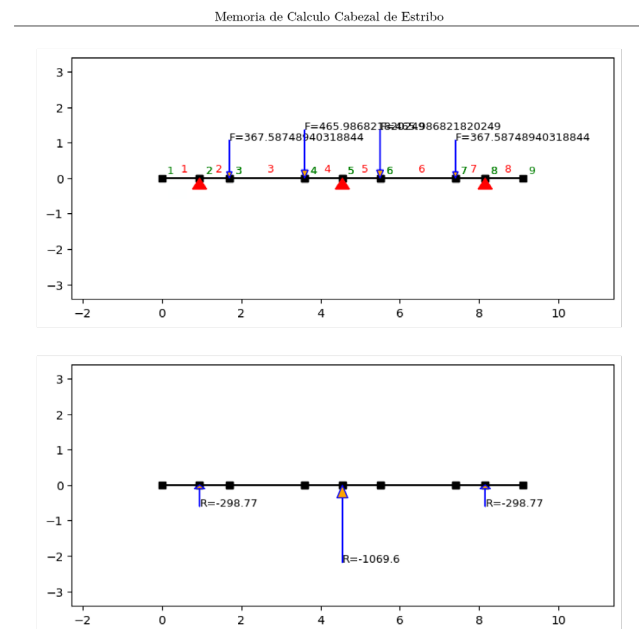 Memoria de Calculo Cabezal de Estribo
3
2
1
0
−1
−2
−3
F=465.986821820249
F=465.986821820249
F=367.58748940318844
F=367.58748940318844
1 1 2 2 3 3 4 4 5 5 6 6 7 7 8 8 9
−2 0 2 4 6 8 10
3
2
1
0
−1
−2
−3
R=-298.77
R=-298.77
R=-1069.6
−2 0 2 4 6 8 10